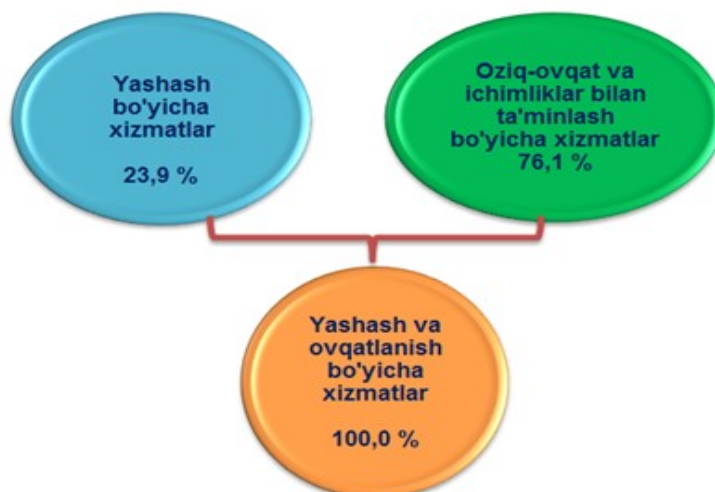 Yashash
bo'yicha
xizmatlar
23,9 %
Oziq-ovqat va
ichimliklar bilan
ta'minlash
bo'yicha xizmatlar
76,1 %
Yashash va
ovqatlanish
bo'yicha
xizmatlar
100,0 %